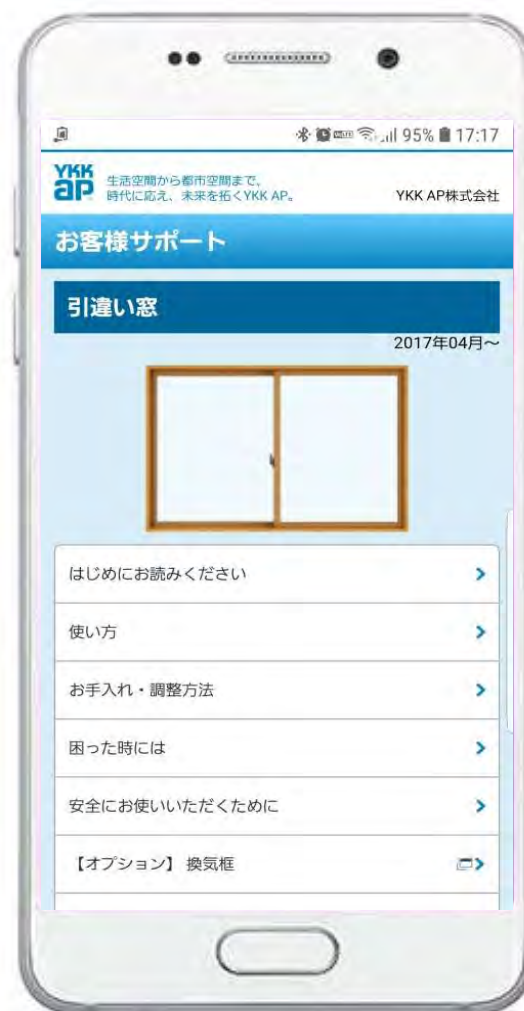 95% 17:17
YKK
ap
生活空間から都市空間まで、
時代に応え、未来を拓くYKK AP。
YKK AP株式会社
お客様サポート
引違い窓
2017年04月～
はじめにお読みください
使い方
お手入れ・調整方法
困った時には
安全にお使いいただくために
【オプション】 換気框